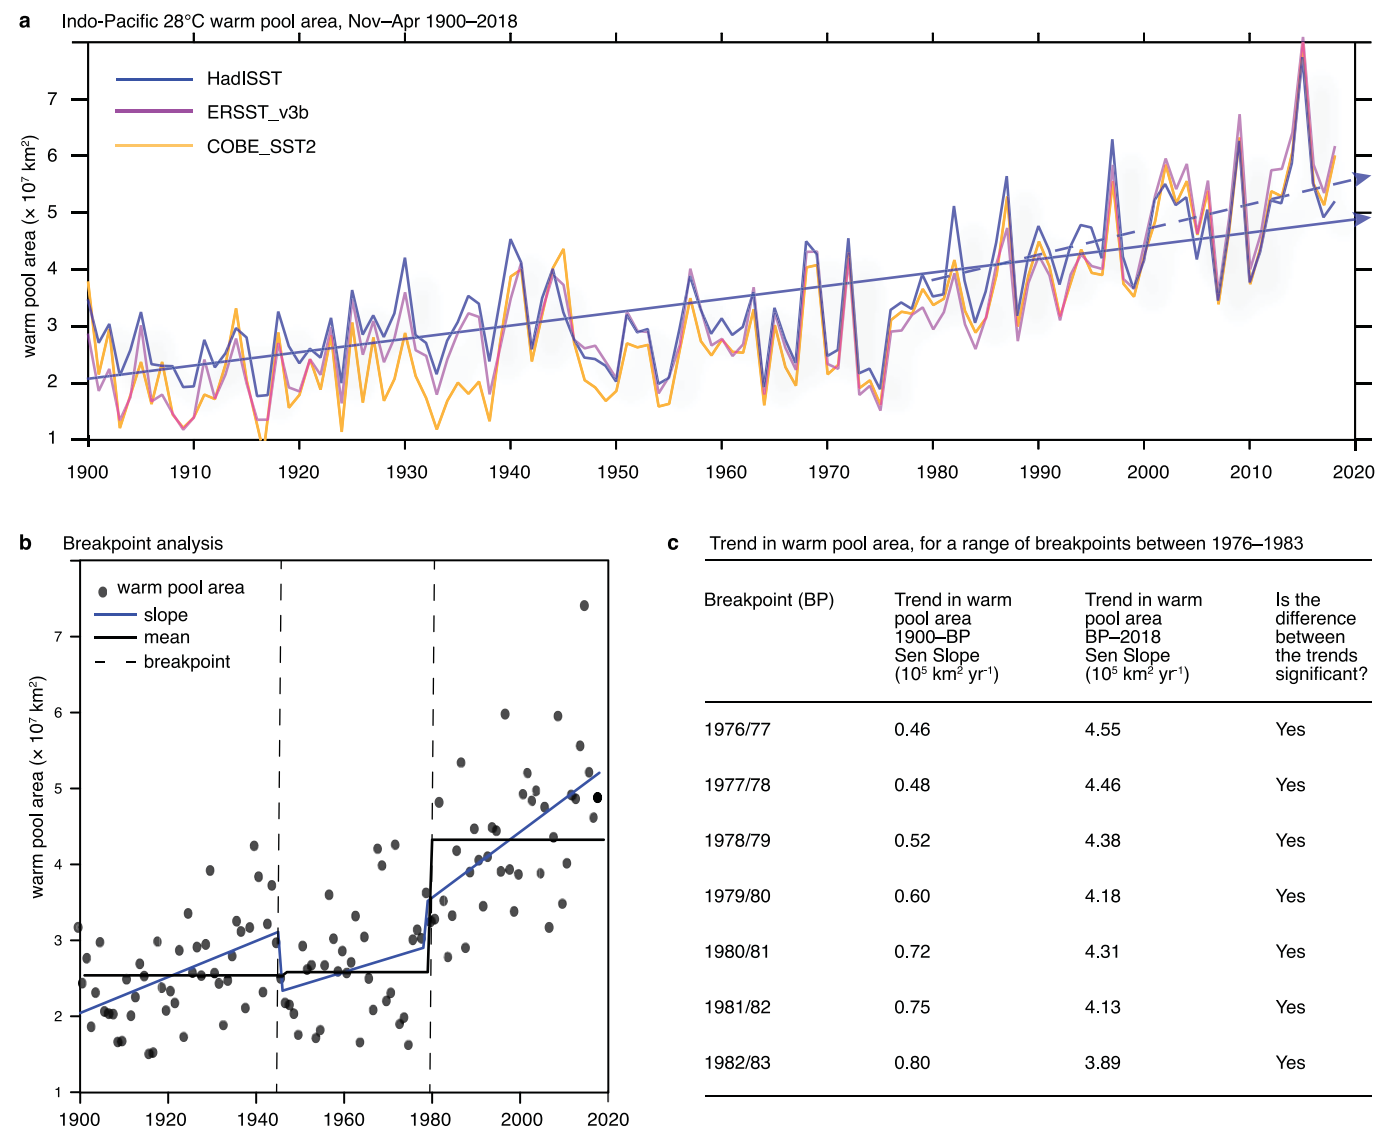 a Indo-Pacific 28°C warm pool area, Nov–Apr 1900–2018
HadISST
ERSST_v3b
COBE_SST2
warm pool area (× 10⁷ km²)
7
6
5
4
3
2
1
1900 1910 1920 1930 1940 1950 1960 1970 1980 1990 2000 2010 2020
b Breakpoint analysis
warm pool area
slope
mean
breakpoint
warm pool area (× 10⁷ km²)
7
6
5
4
3
2
1
1900 1920 1940 1960 1980 2000 2020
c Trend in warm pool area, for a range of breakpoints between 1976–1983
Breakpoint (BP) Trend in warm Trend in warm Is the
pool area pool area difference
1900–BP BP–2018 between
Sen Slope Sen Slope the trends
(10⁵ km² yr⁻¹) (10⁵ km² yr⁻¹) significant?
1976/77 0.46 4.55 Yes
1977/78 0.48 4.46 Yes
1978/79 0.52 4.38 Yes
1979/80 0.60 4.18 Yes
1980/81 0.72 4.31 Yes
1981/82 0.75 4.13 Yes
1982/83 0.80 3.89 Yes